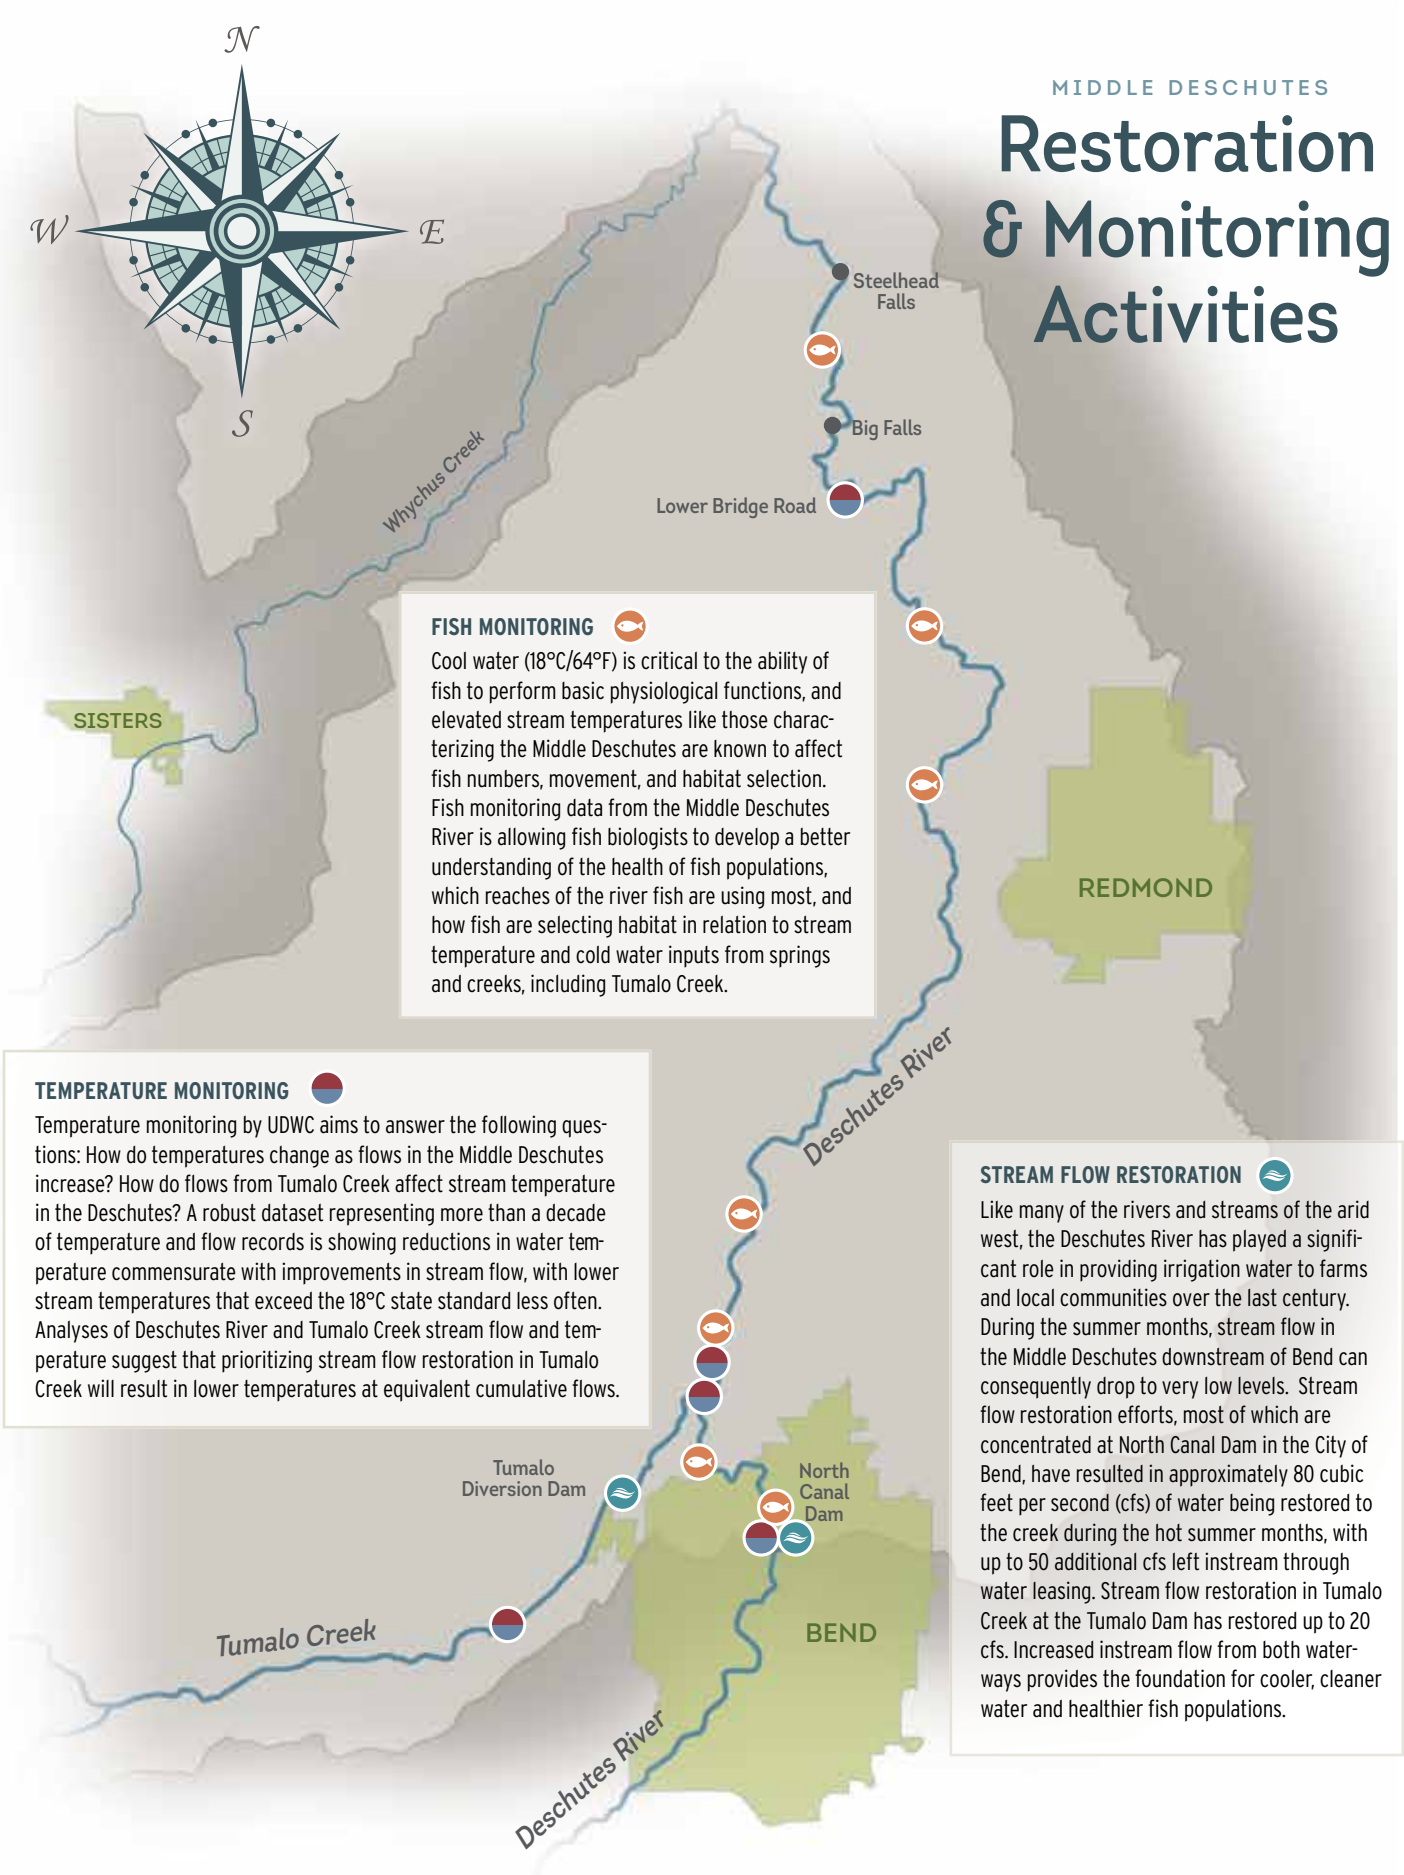 N
W
E
S
MIDDLE DESCHUTES
Restoration
& Monitoring
Activities
Steelhead
Falls
Big Falls
Whychus Creek
Lower Bridge Road
FISH MONITORING
Cool water (18°C/64°F) is critical to the ability of
fish to perform basic physiological functions, and
elevated stream temperatures like those charac-
terizing the Middle Deschutes are known to affect
fish numbers, movement, and habitat selection.
Fish monitoring data from the Middle Deschutes
River is allowing fish biologists to develop a better
understanding of the health of fish populations,
which reaches of the river fish are using most, and
how fish are selecting habitat in relation to stream
temperature and cold water inputs from springs
and creeks, including Tumalo Creek.
SISTERS
REDMOND
Deschutes River
TEMPERATURE MONITORING
Temperature monitoring by UDWC aims to answer the following ques-
tions: How do temperatures change as flows in the Middle Deschutes
increase? How do flows from Tumalo Creek affect stream temperature
in the Deschutes? A robust dataset representing more than a decade
of temperature and flow records is showing reductions in water tem-
perature commensurate with improvements in stream flow, with lower
stream temperatures that exceed the 18°C state standard less often.
Analyses of Deschutes River and Tumalo Creek stream flow and tem-
perature suggest that prioritizing stream flow restoration in Tumalo
Creek will result in lower temperatures at equivalent cumulative flows.
STREAM FLOW RESTORATION
Like many of the rivers and streams of the arid
west, the Deschutes River has played a signifi-
cant role in providing irrigation water to farms
and local communities over the last century.
During the summer months, stream flow in
the Middle Deschutes downstream of Bend can
consequently drop to very low levels.  Stream
flow restoration efforts, most of which are
concentrated at North Canal Dam in the City of
Bend, have resulted in approximately 80 cubic
feet per second (cfs) of water being restored to
the creek during the hot summer months, with
up to 50 additional cfs left instream through
water leasing. Stream flow restoration in Tumalo
Creek at the Tumalo Dam has restored up to 20
cfs. Increased instream flow from both water-
ways provides the foundation for cooler, cleaner
water and healthier fish populations.
Tumalo
Diversion Dam
North
Canal
Dam
Tumalo Creek
BEND
Deschutes River